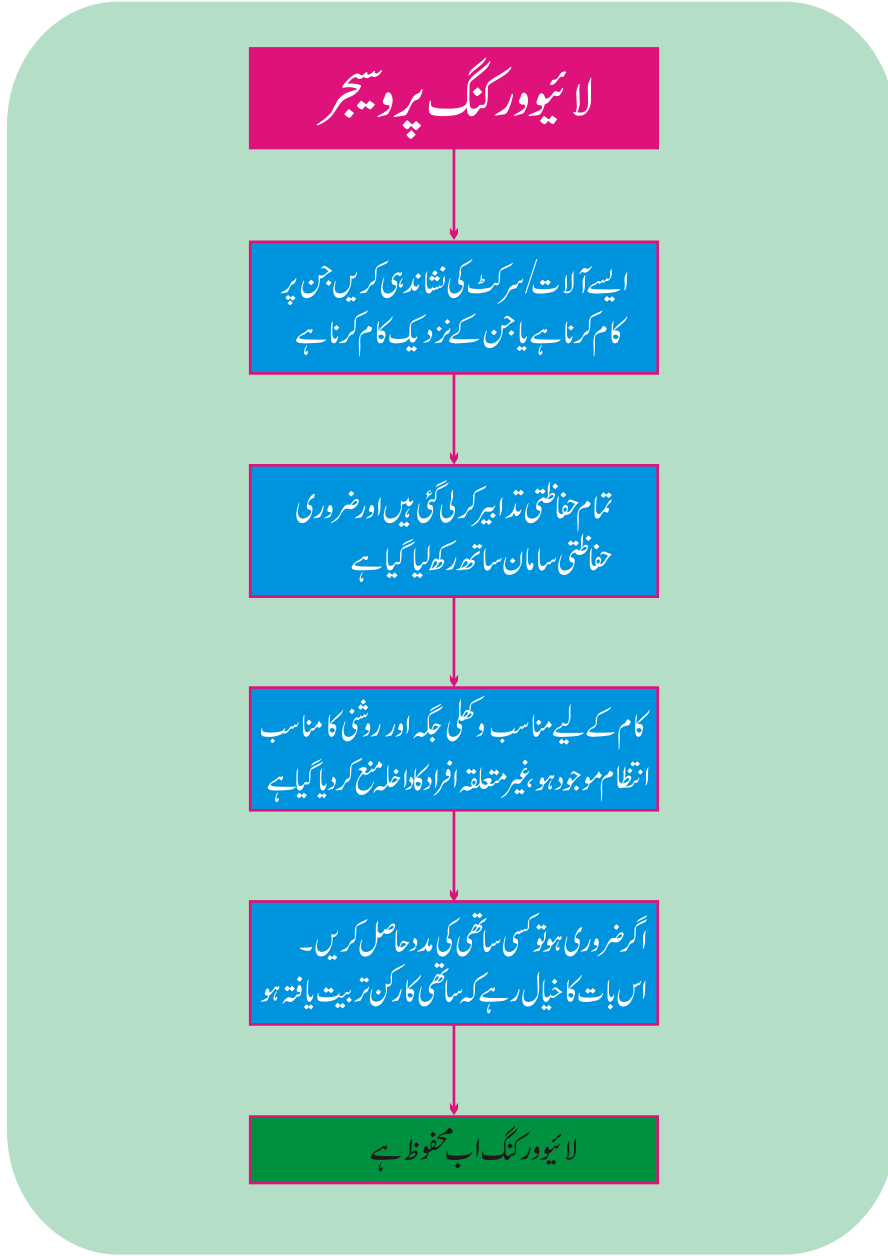 لائیوورکنگ پروسیجر
ایسے آلات/سرکٹ کی نشاندہی کریں جن پر
کام کرنا ہے یا جن کے نزدیک کام کرنا ہے
تمام حفاظتی تدابیر کر لی گئی ہیں اور ضروری
حفاظتی سامان ساتھ رکھ لیا گیا ہے
کام کے لیے مناسب و کھلی جگہ اور روشنی کا مناسب
انتظام موجود ہو، غیر متعلقہ افراد کا داخلہ منع کر دیا گیا ہے
اگر ضروری ہو تو کسی ساتھی کی مدد حاصل کریں۔
اس بات کا خیال رہے کہ ساتھی کارکن تربیت یافتہ ہو
لائیوورکنگ اب محفوظ ہے